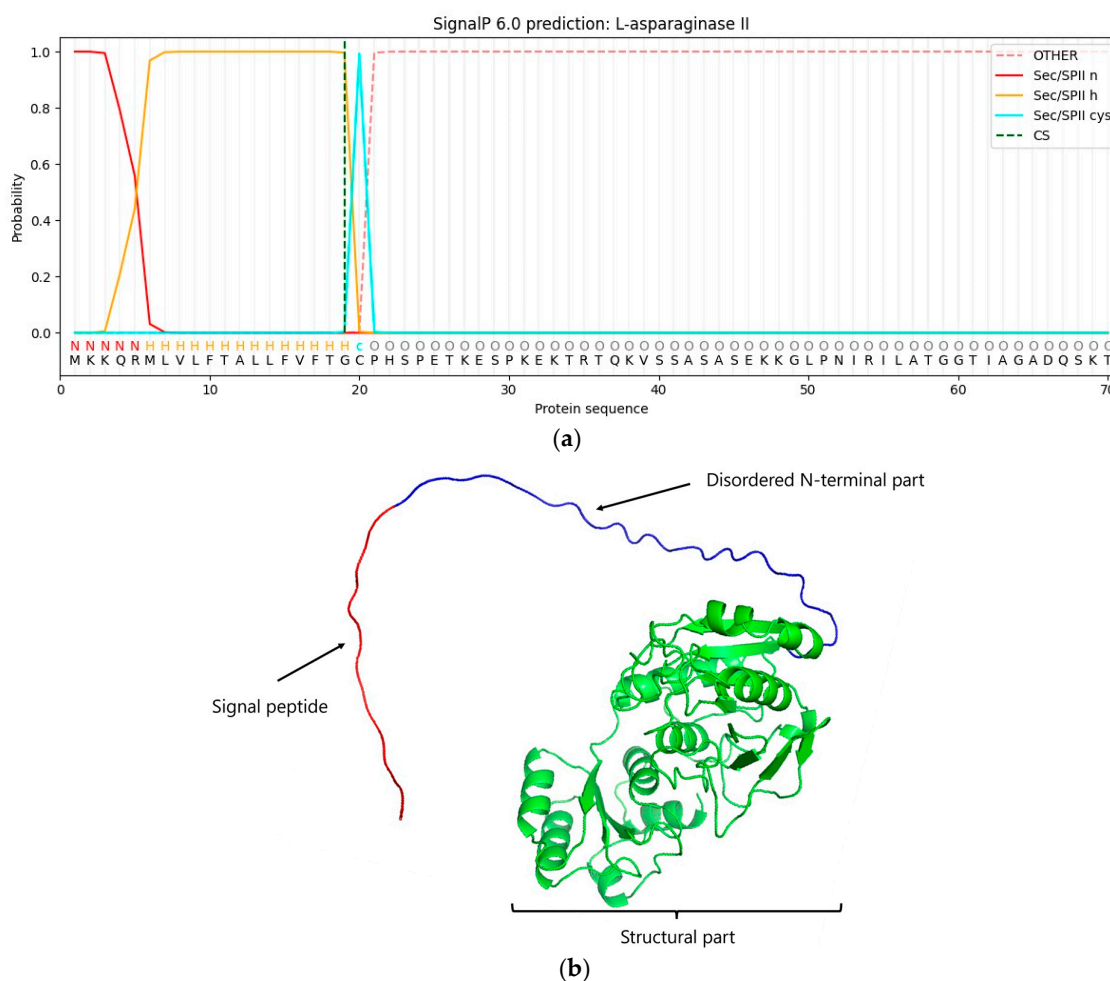 SignalP 6.0 prediction: L-asparaginase II
1.0
0.8
0.6
0.4
0.2
0.0
Probability
OTHER
Sec/SPII n
Sec/SPII h
Sec/SPII cys
CS
N N N N N H H H H H H H H H H H H H H c O O O O O O O O O O O O O O O O O O O O O O O O O O O O O O O O O O O O O O O O O O O O O O O O O O
M K K Q R M L V L F T A L L F V F T G C P H S P E T K E S P K E K T R T Q K V S S A S A S E K K G L P N I R I L A T G G T I A G A D Q S K T
0 10 20 30 40 50 60 70
Protein sequence
(a)
Disordered N-terminal part
Signal peptide
Structural part
(b)